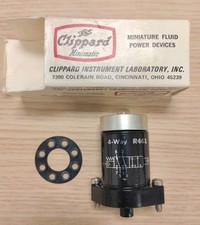 The
Clippard
Minimatic
MINIATURE FLUID
POWER DEVICES
CLIPPARD INSTRUMENT LABORATORY, INC.
7390 COLERAIN ROAD, CINCINNATI, OHIO 45239
4-Way